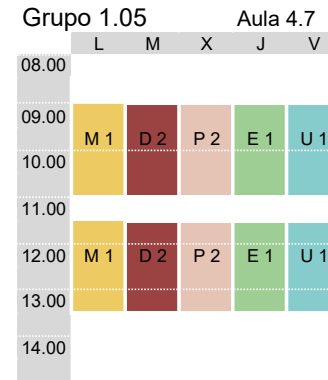 Grupo 1.05 Aula 4.7
L M X J V
08.00
09.00
M 1 D 2 P 2 E 1 U 1
10.00
11.00
12.00 M 1 D 2 P 2 E 1 U 1
13.00
14.00